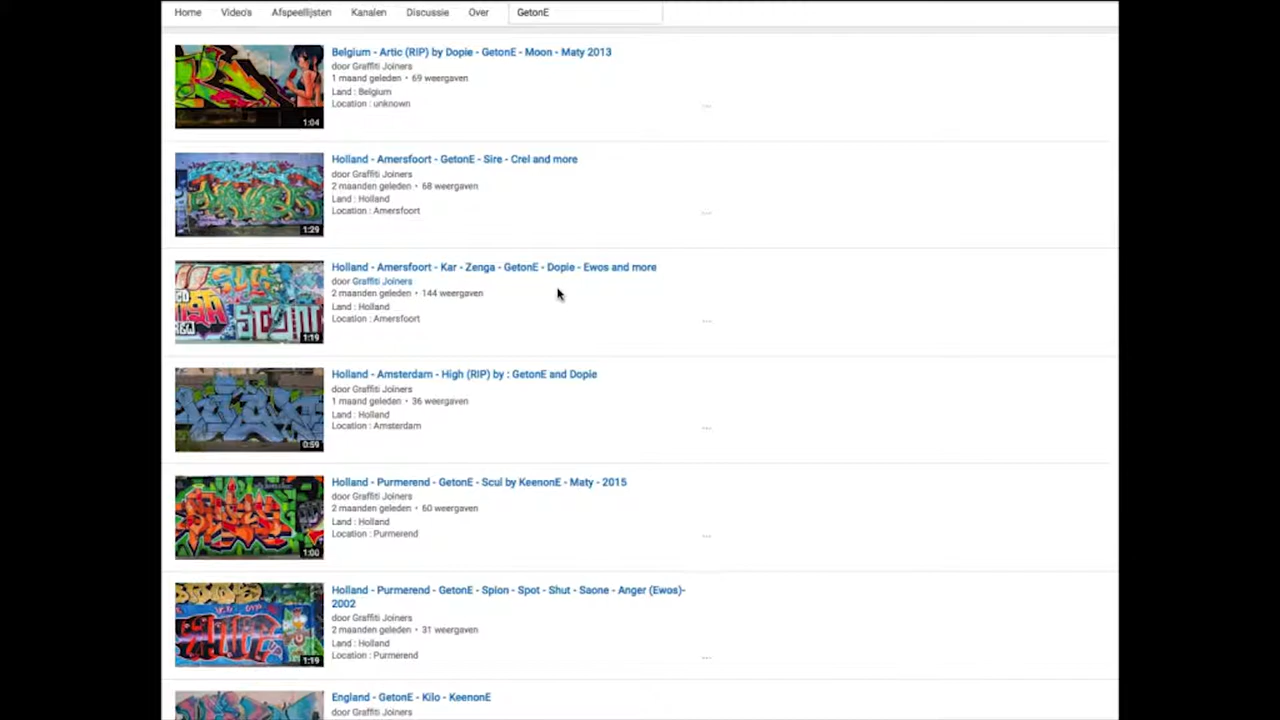 Home Video's Afspeellijsten Kanalen Discussie Over GetonE
Belgium - Artic (RIP) by Dopie - GetonE - Moon - Maty 2013
door Graffiti Joiners
1 maand geleden • 69 weergaven
Land : Belgium
Location : unknown
1:04
Holland - Amersfoort - GetonE - Sire - Crel and more
door Graffiti Joiners
2 maanden geleden • 68 weergaven
Land : Holland
Location : Amersfoort
1:29
Holland - Amersfoort - Kar - Zenga - GetonE - Dopie - Ewos and more
door Graffiti Joiners
2 maanden geleden • 144 weergaven
Land : Holland
Location : Amersfoort
1:19
Holland - Amsterdam - High (RIP) by : GetonE and Dopie
door Graffiti Joiners
1 maand geleden • 36 weergaven
Land : Holland
Location : Amsterdam
0:59
Holland - Purmerend - GetonE - Scul by KeenonE - Maty - 2015
door Graffiti Joiners
2 maanden geleden • 60 weergaven
Land : Holland
Location : Purmerend
1:00
Holland - Purmerend - GetonE - Spion - Spot - Shut - Saone - Anger (Ewos)-
2002
door Graffiti Joiners
2 maanden geleden • 31 weergaven
Land : Holland
Location : Purmerend
1:19
England - GetonE - Kilo - KeenonE
door Graffiti Joiners